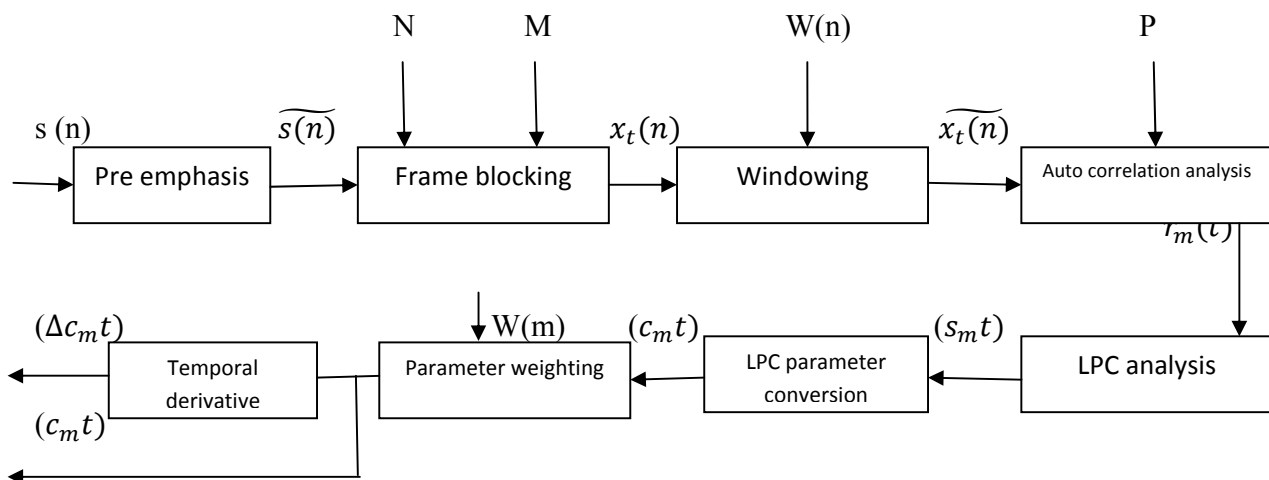 N M W(n) P
s (n) s(n)͠ x_t(n) x_t(n)͠
Pre emphasis Frame blocking Windowing Auto correlation analysis
r_m(t)
(Δc_m t) W(m) (c_m t) (s_m t)
Temporal derivative Parameter weighting LPC parameter conversion LPC analysis
(c_m t)